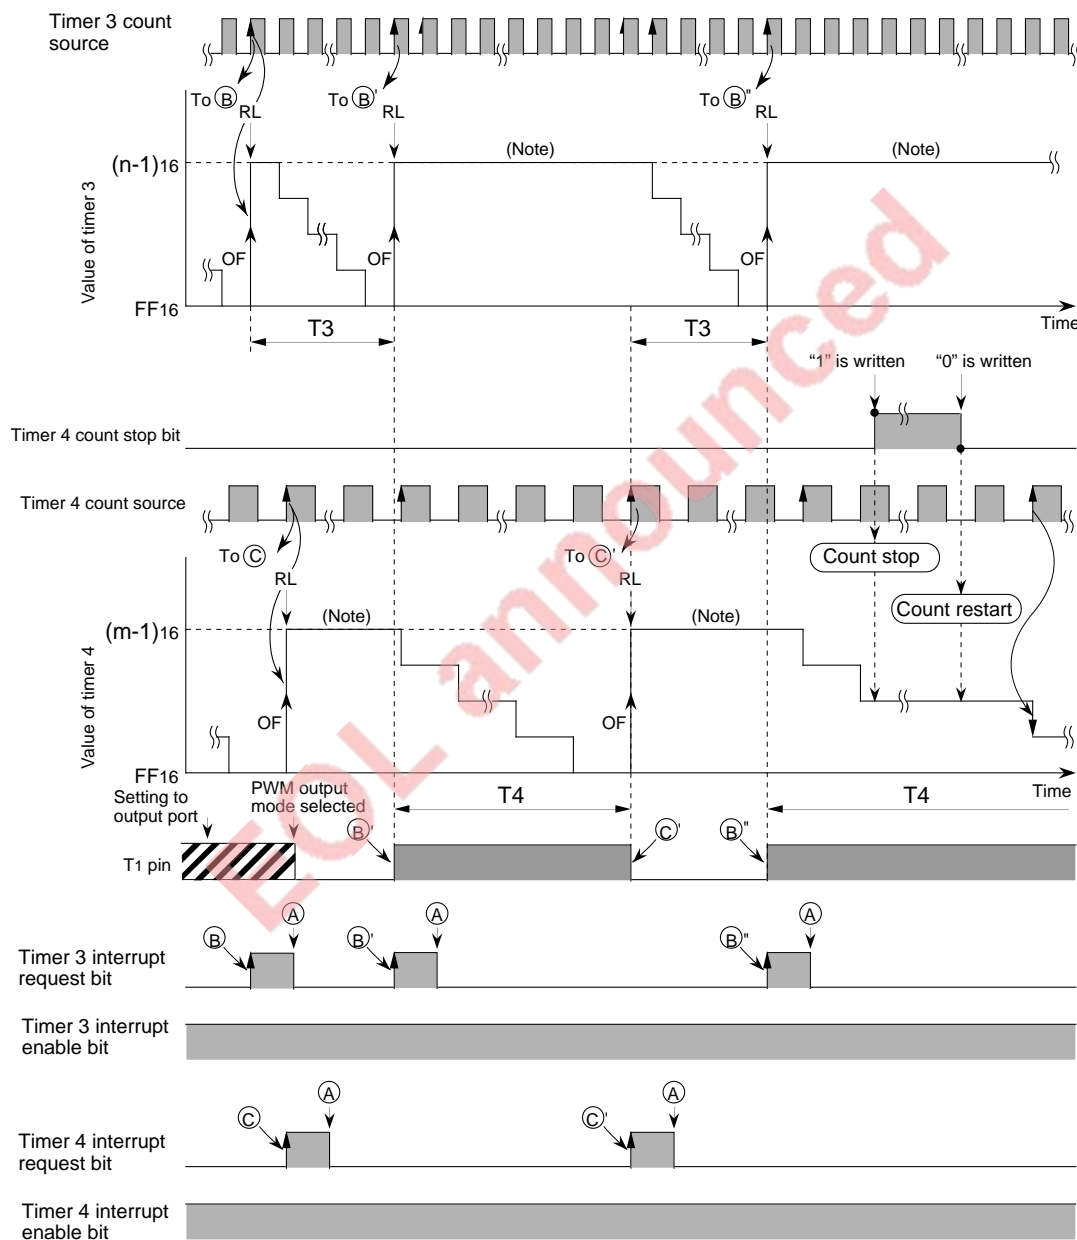 Timer 3 count
source
To Ⓑ
To Ⓑ'
To Ⓑ"
RL
RL
RL
(n-1)16
(Note)
(Note)
Value of timer 3
OF
OF
OF
FF16
Time
T3
T3
“1” is written
“0” is written
Timer 4 count stop bit
Timer 4 count source
To Ⓒ
To Ⓒ'
Count stop
RL
RL
Count restart
(m-1)16
(Note)
(Note)
Value of timer 4
OF
OF
FF16
Time
Setting to
output port
PWM output
mode selected
T4
T4
Ⓑ'
Ⓒ'
Ⓑ"
T1 pin
Ⓐ
Ⓐ
Ⓐ
Ⓑ
Ⓑ'
Ⓑ"
Timer 3 interrupt
request bit
Timer 3 interrupt
enable bit
Ⓐ
Ⓐ
Ⓒ
Ⓒ'
Timer 4 interrupt
request bit
Timer 4 interrupt
enable bit
EOL announced